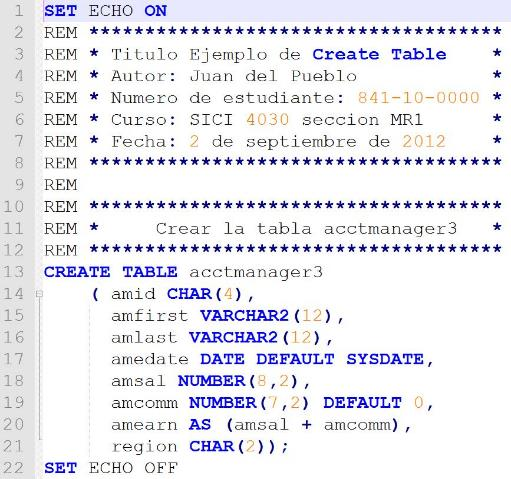 1 SET ECHO ON
2 REM *************************************
3 REM * Titulo Ejemplo de Create Table    *
4 REM * Autor: Juan del Pueblo            *
5 REM * Numero de estudiante: 841-10-0000 *
6 REM * Curso: SICI 4030 seccion MR1      *
7 REM * Fecha: 2 de septiembre de 2012    *
8 REM *************************************
9 REM
10 REM *************************************
11 REM *     Crear la tabla acctmanager3   *
12 REM *************************************
13 CREATE TABLE acctmanager3
14 ( amid CHAR(4),
15 amfirst VARCHAR2(12),
16 amlast VARCHAR2(12),
17 amedate DATE DEFAULT SYSDATE,
18 amsal NUMBER(8,2),
19 amcomm NUMBER(7,2) DEFAULT 0,
20 amearn AS (amsal + amcomm),
21 region CHAR(2));
22 SET ECHO OFF